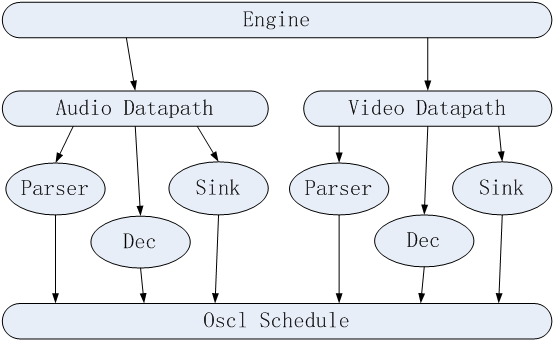 Engine
Audio Datapath
Video Datapath
Parser
Sink
Parser
Sink
Dec
Dec
Oscl Schedule